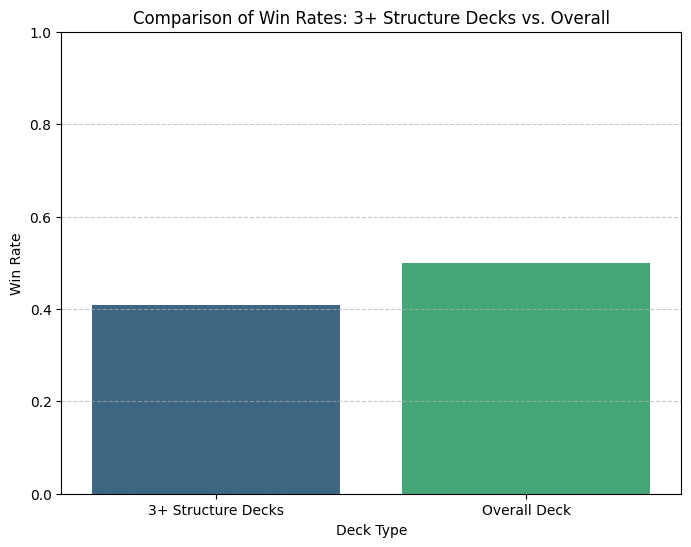 Comparison of Win Rates: 3+ Structure Decks vs. Overall
1.0
0.8
0.6
0.4
0.2
0.0
Win Rate
3+ Structure Decks
Overall Deck
Deck Type